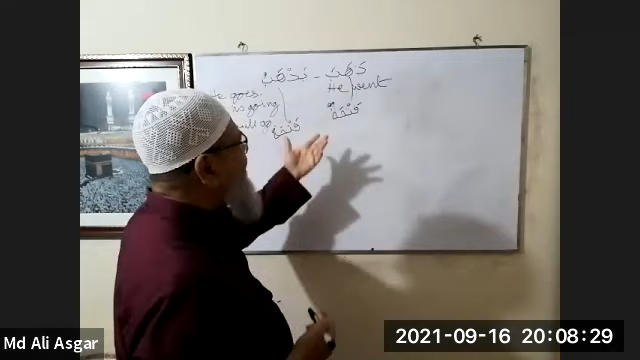 ذَهَبَ - يَذْهَبُ
He went
He goes.
is going
will go
فَتْحَةٌ
فَتْحَةٌ
Md Ali Asgar
2021-09-16 20:08:29